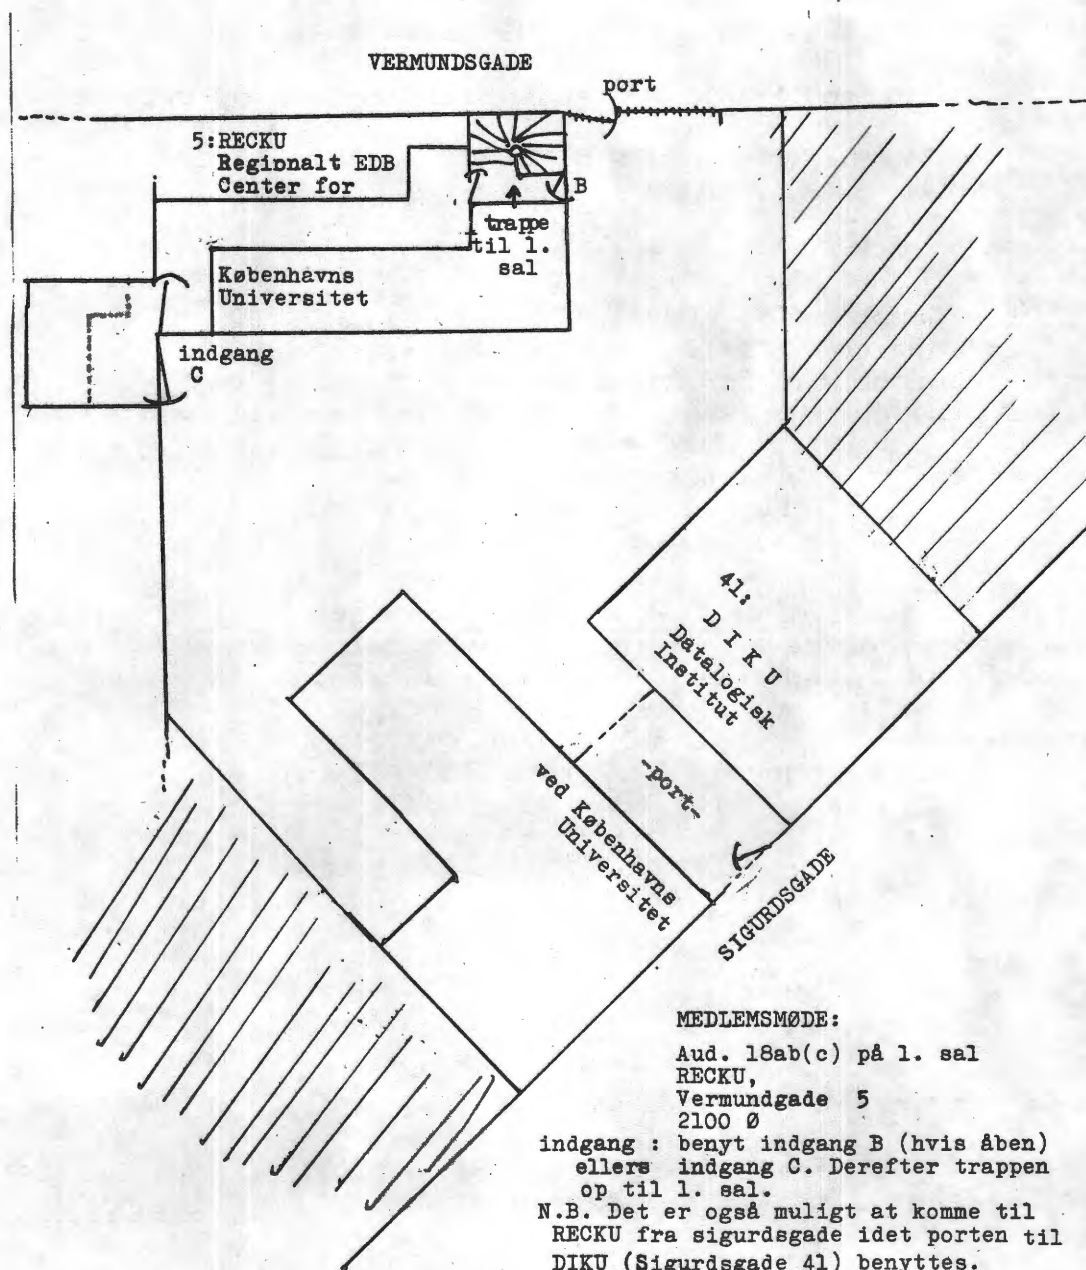 VERMUNDSGADE
port
5:RECKU
Regionalt EDB
Center for
B
trappe
til 1.
sal
Københavns
Universitet
indgang
C
41:
D I K U
Datalogisk
Institut
-port-
ved Københavns
Universitet
SIGURDSGADE
MEDLEMSMØDE:
Aud. 18ab(c) på 1. sal
RECKU,
Vermundgade 5
2100 Ø
indgang : benyt indgang B (hvis åben)
ellers indgang C. Derefter trappen
op til 1. sal.
N.B. Det er også muligt at komme til
RECKU fra sigurdsgade idet porten til
DIKU (Sigurdsgade 41) benyttes.